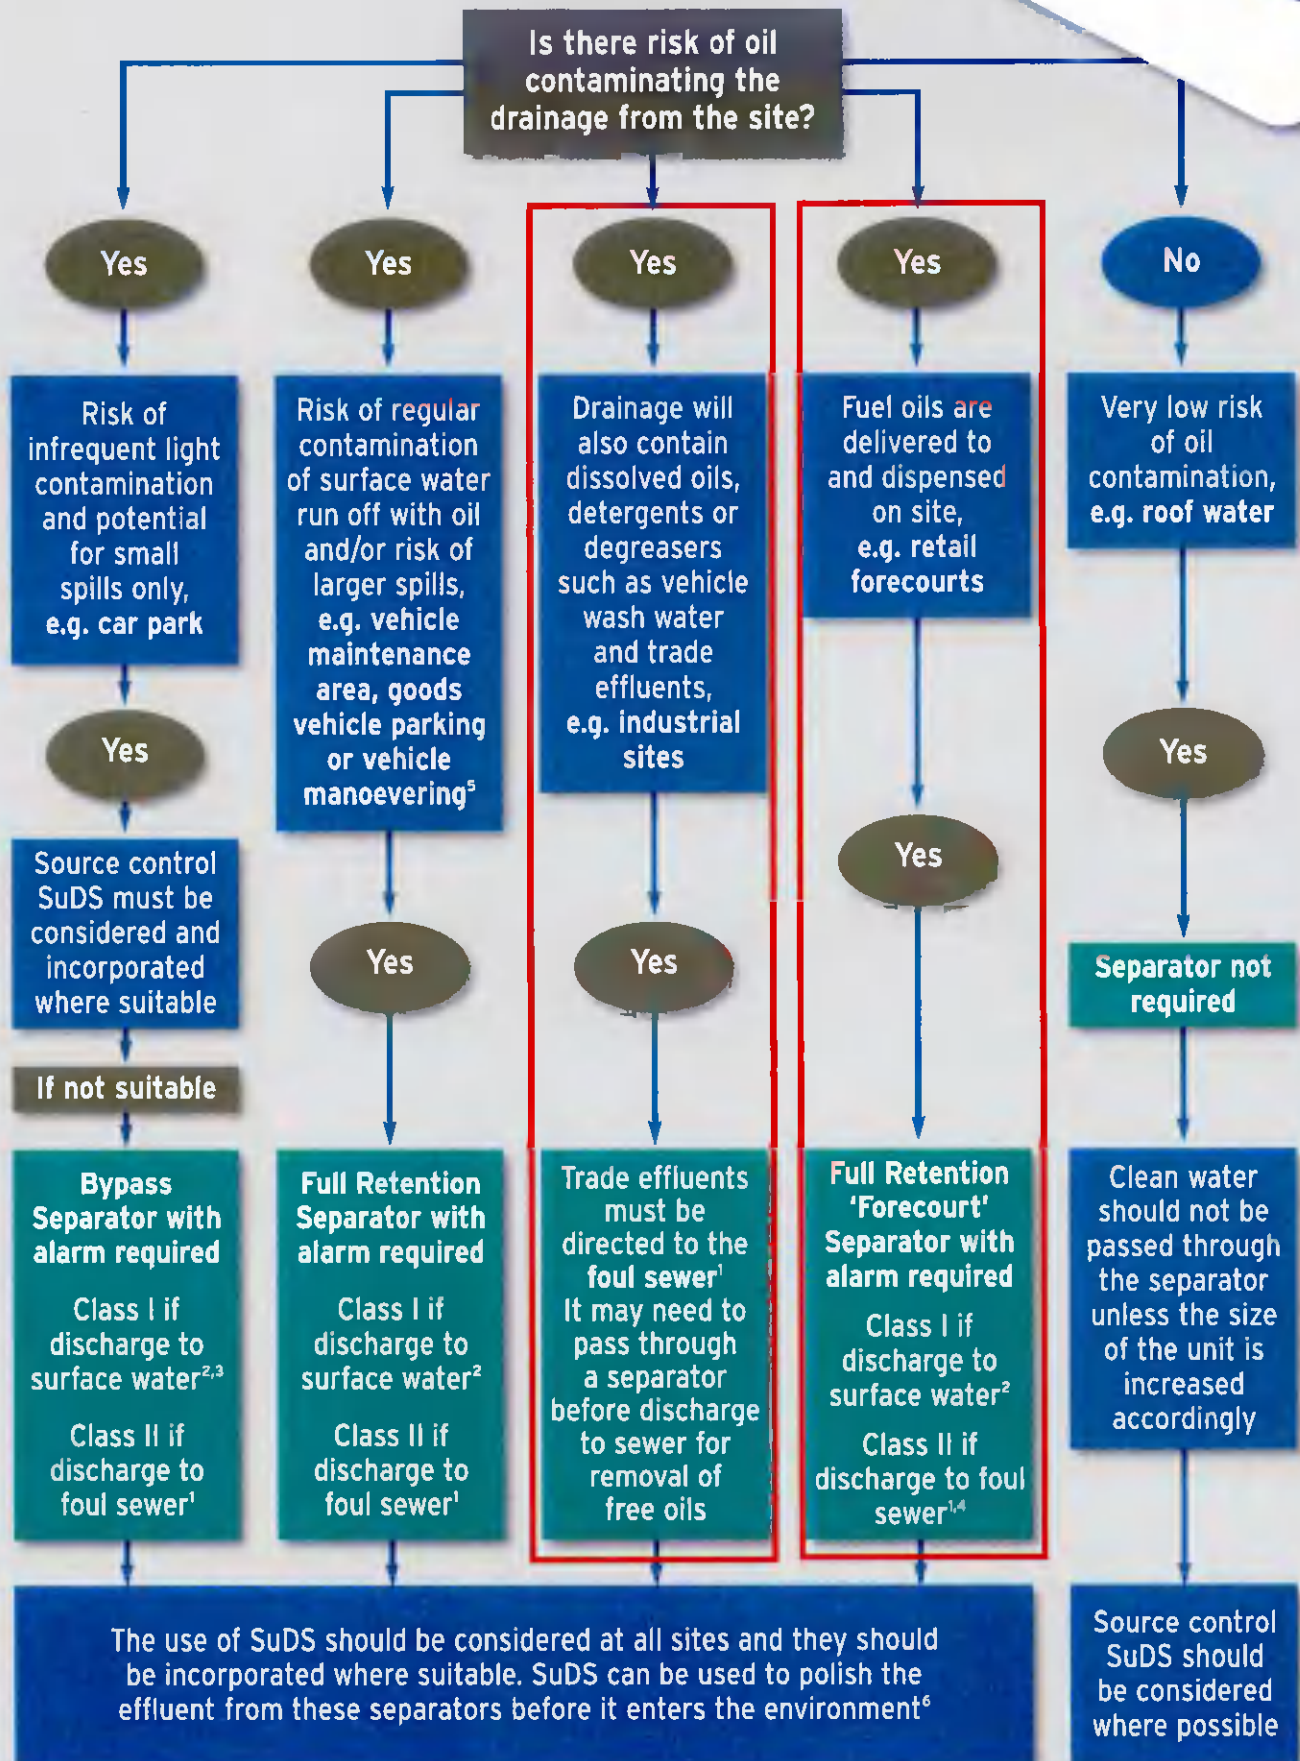 Is there risk of oil
contaminating the
drainage from the site?
Yes
Risk of
infrequent light
contamination
and potential
for small
spills only,
e.g. car park
Yes
Source control
SuDS must be
considered and
incorporated
where suitable
If not suitable
Bypass
Separator with
alarm required
Class I if
discharge to
surface water²,³
Class II if
discharge to
foul sewer¹
Yes
Risk of regular
contamination
of surface water
run off with oil
and/or risk of
larger spills,
e.g. vehicle
maintenance
area, goods
vehicle parking
or vehicle
manoevering⁵
Yes
Full Retention
Separator with
alarm required
Class I if
discharge to
surface water²
Class II if
discharge to
foul sewer¹
Yes
Drainage will
also contain
dissolved oils,
detergents or
degreasers
such as vehicle
wash water
and trade
effluents,
e.g. industrial
sites
Yes
Trade effluents
must be
directed to the
foul sewer¹
It may need to
pass through
a separator
before discharge
to sewer for
removal of
free oils
Yes
Fuel oils are
delivered to
and dispensed
on site,
e.g. retail
forecourts
Yes
Full Retention
'Forecourt'
Separator with
alarm required
Class I if
discharge to
surface water²
Class II if
discharge to foul
sewer¹,⁴
No
Very low risk
of oil
contamination,
e.g. roof water
Yes
Separator not
required
Clean water
should not be
passed through
the separator
unless the size
of the unit is
increased
accordingly
The use of SuDS should be considered at all sites and they should
be incorporated where suitable. SuDS can be used to polish the
effluent from these separators before it enters the environment⁶
Source control
SuDS should
be considered
where possible